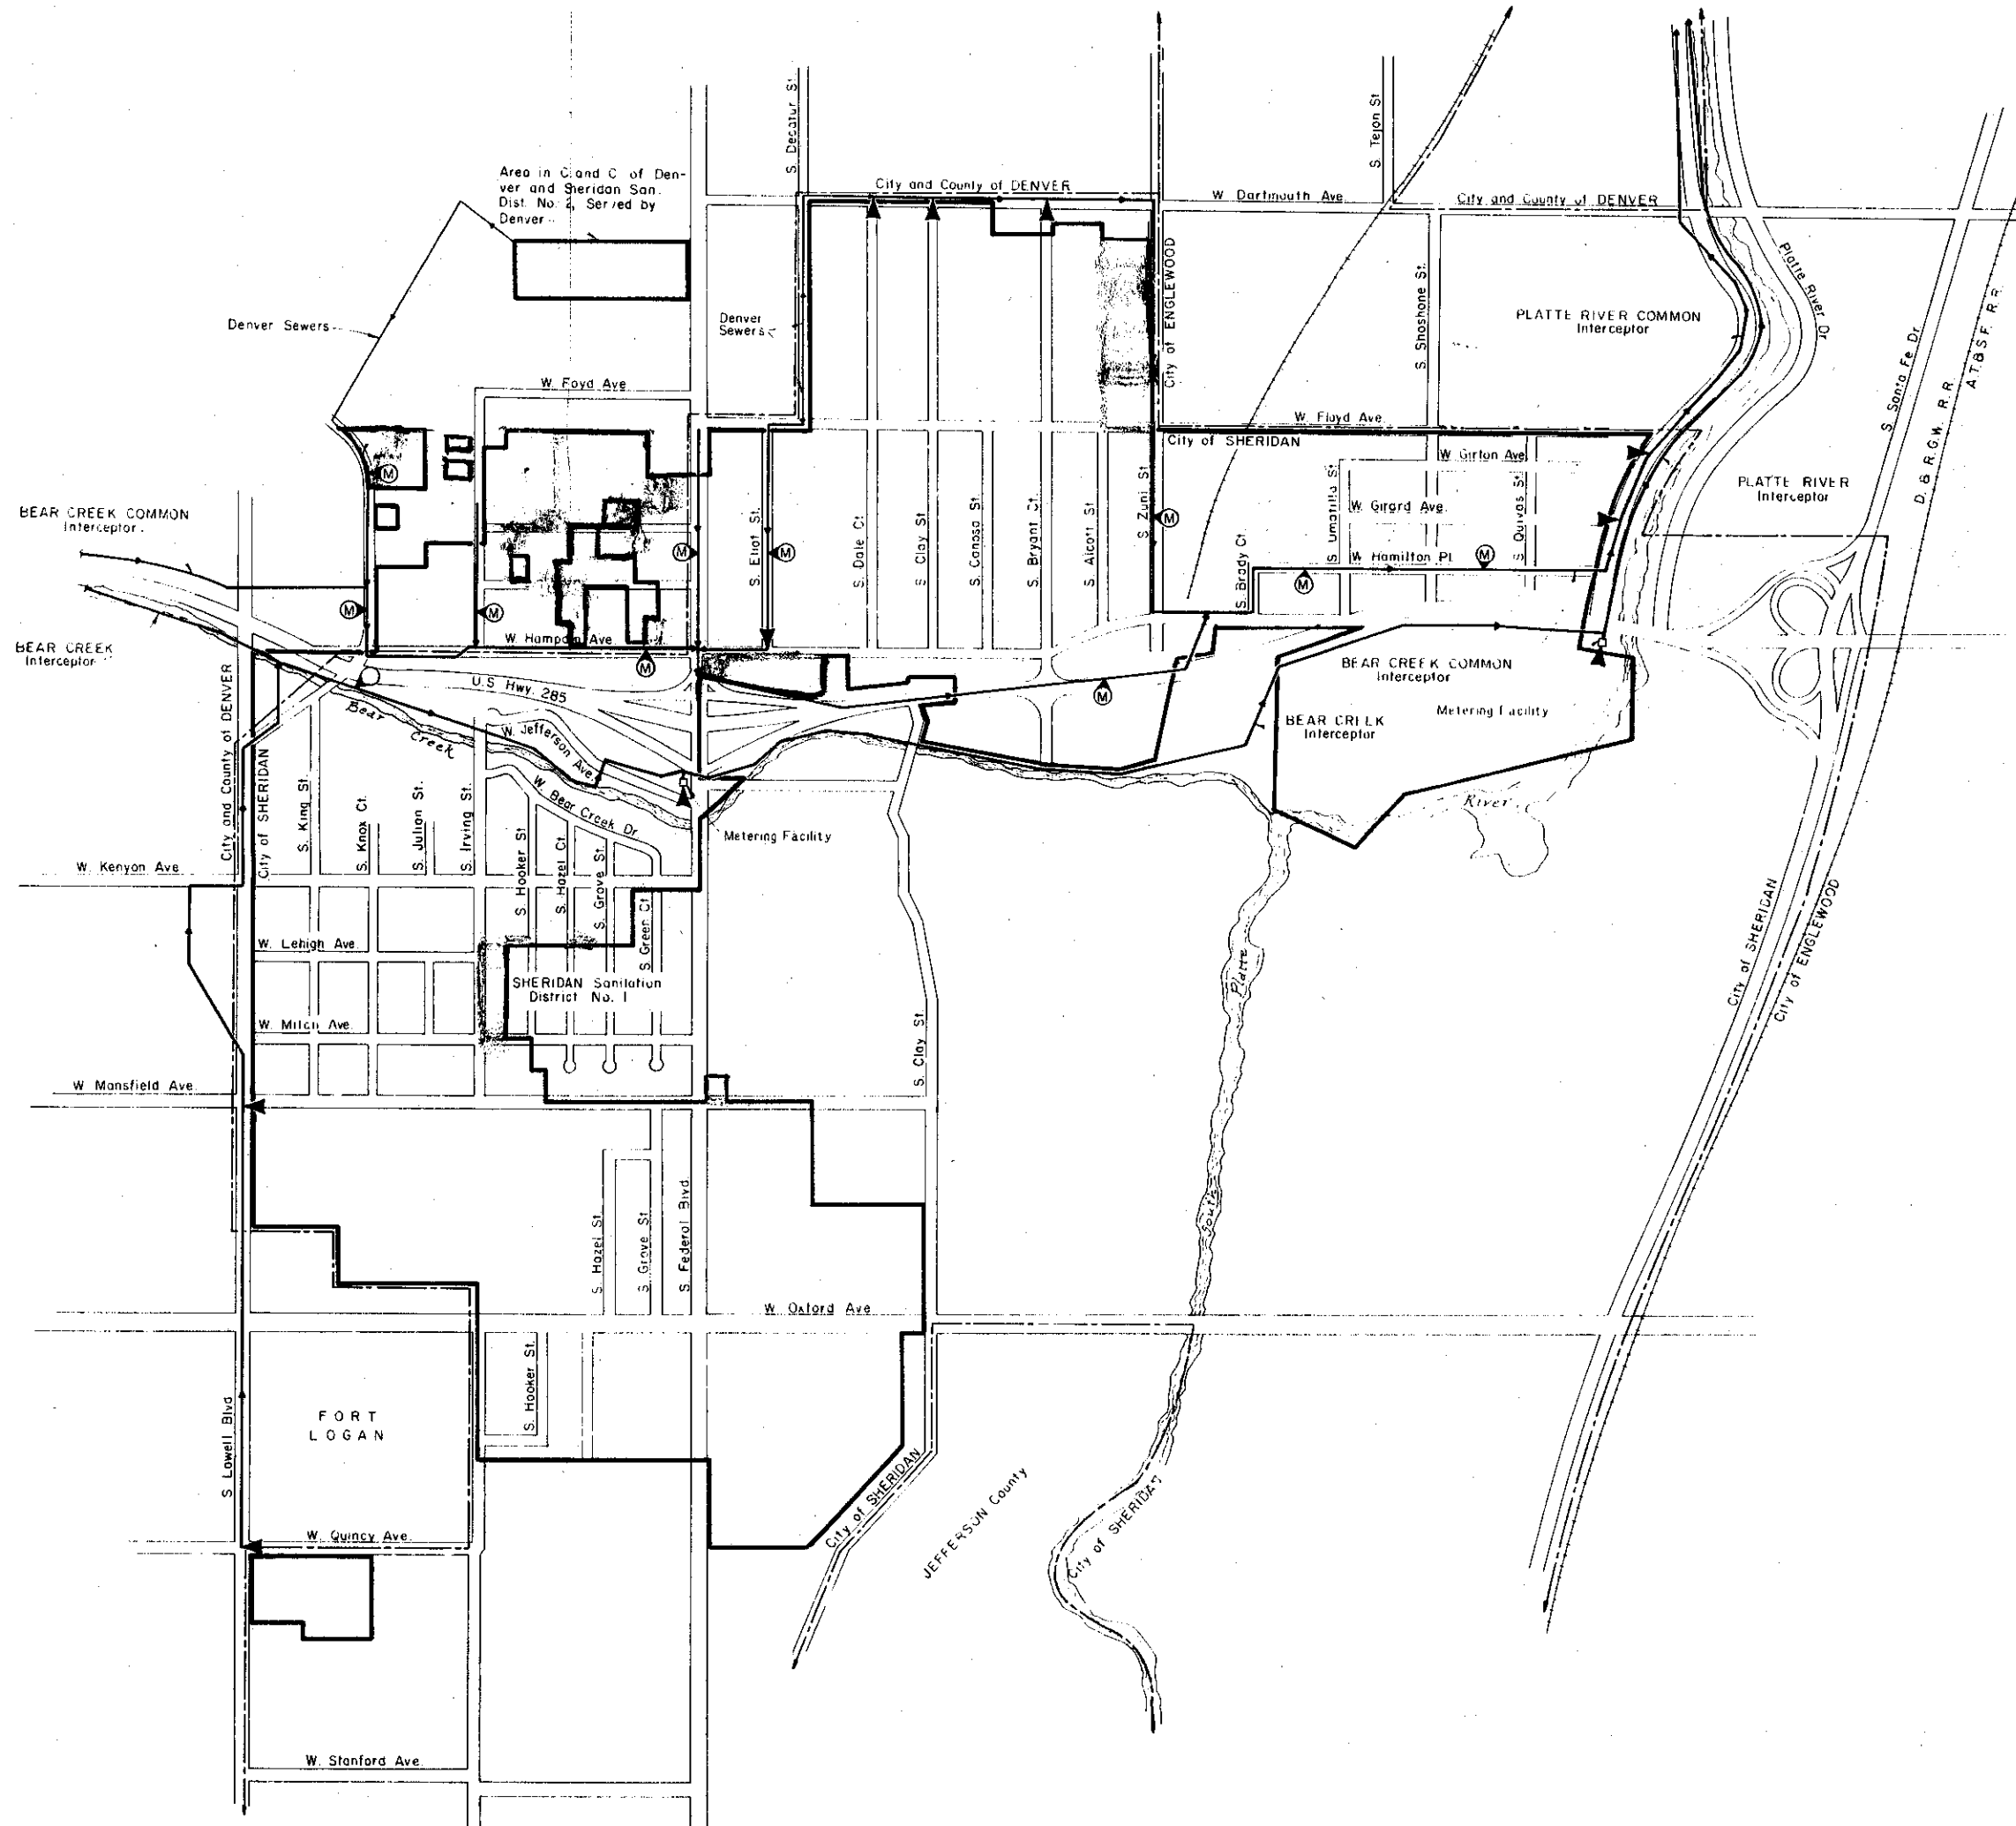 S. Decatur St.
S. Tejon St
Area in C. and C. of Den-
ver and Sheridan San.
Dist. No. 2, Served by
Denver
City and County of DENVER
W. Dartmouth Ave.
City and County of DENVER
Platte River Dr.
City of ENGLEWOOD
Denver Sewers
Denver
Sewers
S. Shoshone St.
PLATTE RIVER COMMON
Interceptor
S. Santa Fe Dr.
A.T.&S.F. R.R.
D. & R.G.W. R.R.
W. Foyd Ave.
W. Floyd Ave.
City of SHERIDAN
W Girton Ave.
PLATTE RIVER
Interceptor
BEAR CREEK COMMON
Interceptor
M
S. Eliot St.
S. Dale Ct
S. Clay St
S. Canosa St.
S. Bryant Ct
S. Alcott St
S. Zuni St
M
S Umatilla St
W. Girard Ave.
S. Quivas St
W Hamilton Pl.
M
M
M
M
M
M
S. Brady Ct.
M
W. Hampden Ave.
M
BEAR CREEK
Interceptor
U.S. Hwy. 285
M
BEAR CREEK COMMON
Interceptor
Metering Facility
BEAR CREEK
Interceptor
Bear
Creek
W. Jefferson Ave.
City and County of DENVER
City of SHERIDAN
S. King St.
S. Knox Ct.
S. Julian St.
S. Irving St.
W. Bear Creek Dr.
Metering Facility
River
W. Kenyon Ave.
S. Hooker St
S. Hazel Ct.
S. Grove St.
S. Green Ct
W. Lehigh Ave.
SHERIDAN Sanitation
District No. 1
Platte
City of SHERIDAN
City of ENGLEWOOD
W. Milan Ave.
S. Clay St.
W Mansfield Ave.
S. Hazel St.
S. Grove St
S. Federal Blvd.
South
W. Oxford Ave
S. Lowell Blvd
FORT
LOGAN
S. Hooker St.
City of SHERIDAN
JEFFERSON County
City of SHERIDAN
W. Quincy Ave.
W. Stanford Ave.